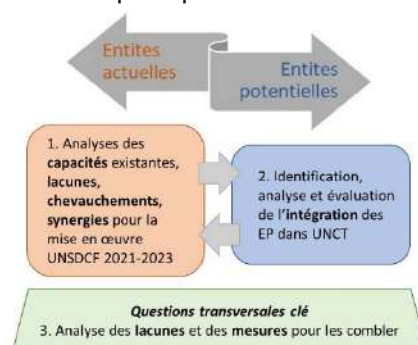 Entites
actuelles
Entites
potentielles
1. Analyses des
capacités existantes,
lacunes,
chevauchements,
synergies pour la
mise en œuvre
UNSDCF 2021-2023
2. Identification,
analyse et évaluation
de l'intégration des
EP dans UNCT
Questions transversales clé
3. Analyse des lacunes et des mesures pour les combler